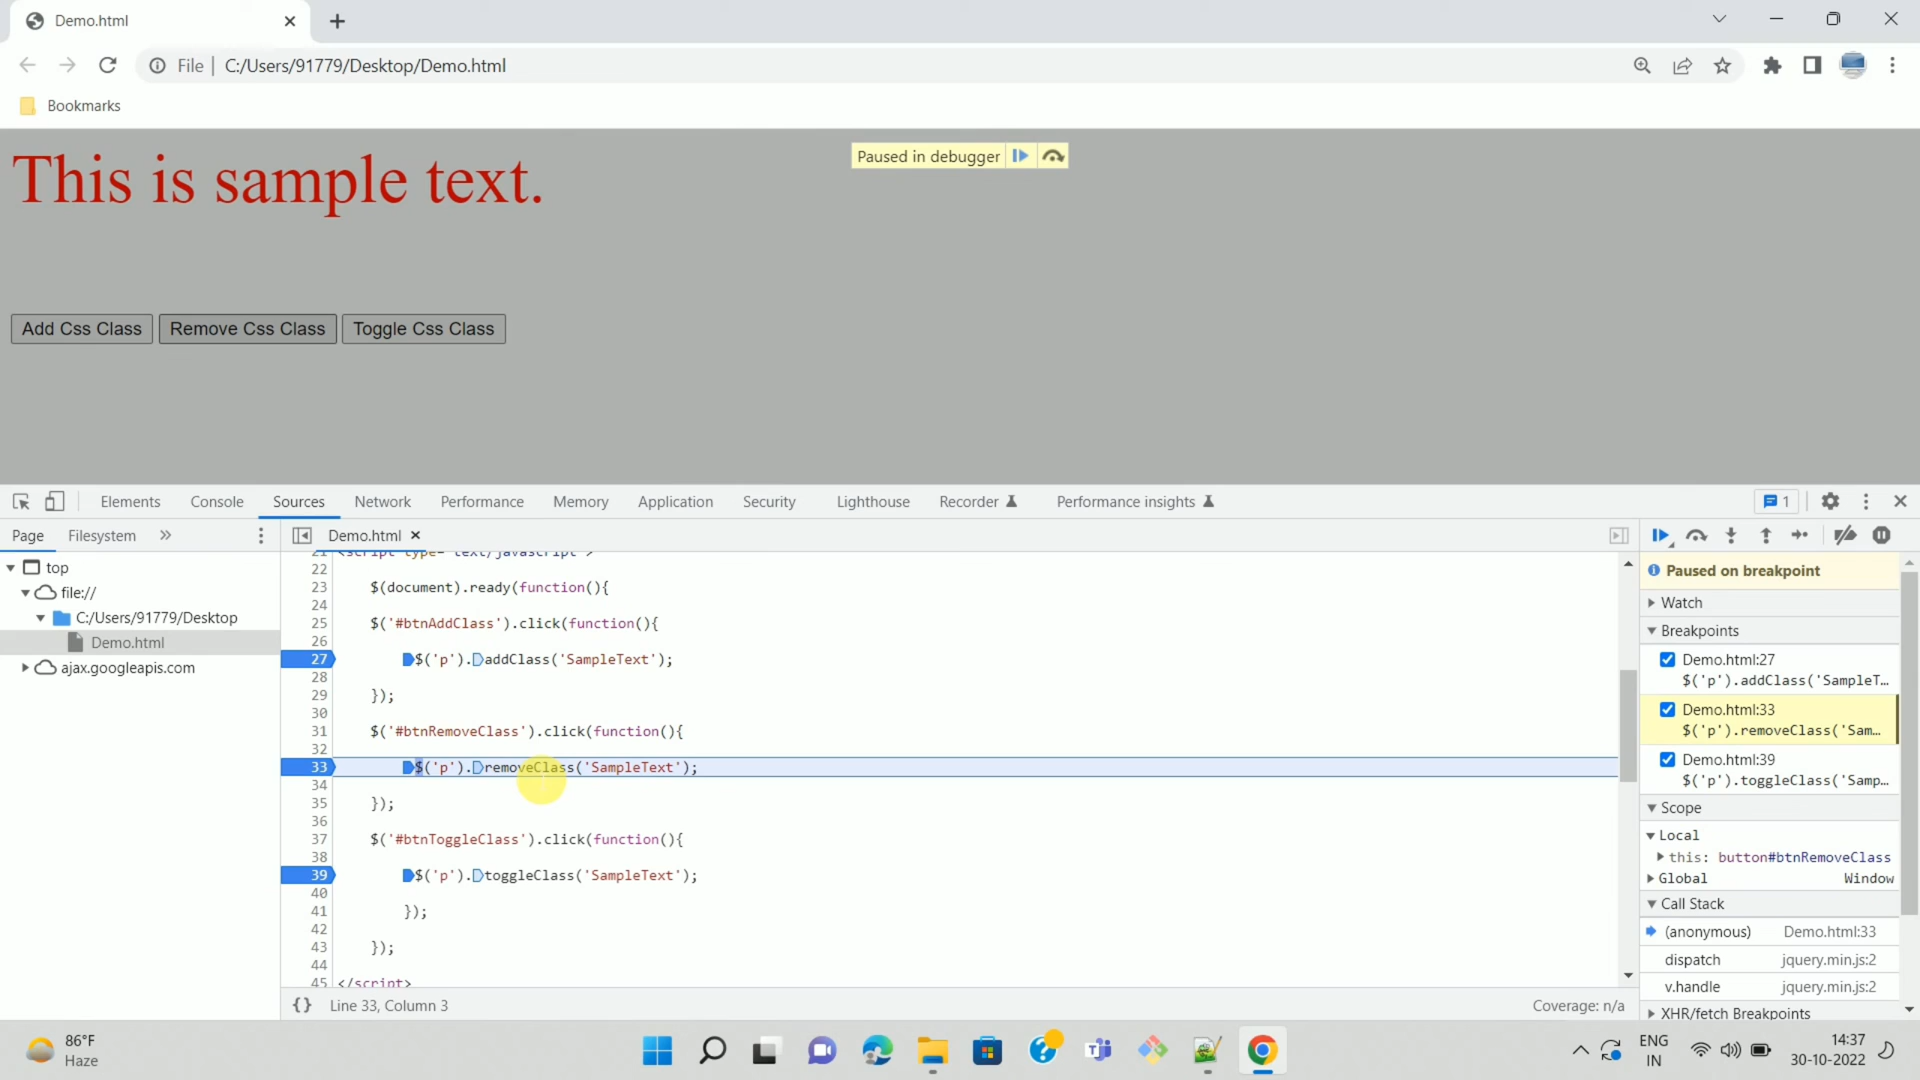 Demo.html
File | C:/Users/91779/Desktop/Demo.html
Bookmarks
Paused in debugger
This is sample text.
Add Css Class Remove Css Class Toggle Css Class
Elements Console Sources Network Performance Memory Application Security Lighthouse Recorder Performance insights 1
Page Filesystem » Demo.html
Paused on breakpoint
top
file://
C:/Users/91779/Desktop
Demo.html
ajax.googleapis.com
21 <script type="text/javascript">
22
23 $(document).ready(function(){
24
25 $('#btnAddClass').click(function(){
26
27 $('p').addClass('SampleText');
28
29 });
30
31 $('#btnRemoveClass').click(function(){
32
33 $('p').removeClass('SampleText');
34
35 });
36
37 $('#btnToggleClass').click(function(){
38
39 $('p').toggleClass('SampleText');
40
41 });
42
43 });
44
45 </script>
{} Line 33, Column 3 Coverage: n/a
Watch
Breakpoints
Demo.html:27
$('p').addClass('SampleT…
Demo.html:33
$('p').removeClass('Sam…
Demo.html:39
$('p').toggleClass('Samp…
Scope
Local
this: button#btnRemoveClass
Global Window
Call Stack
(anonymous) Demo.html:33
dispatch jquery.min.js:2
v.handle jquery.min.js:2
XHR/fetch Breakpoints
86°F
Haze
ENG
IN
14:37
30-10-2022